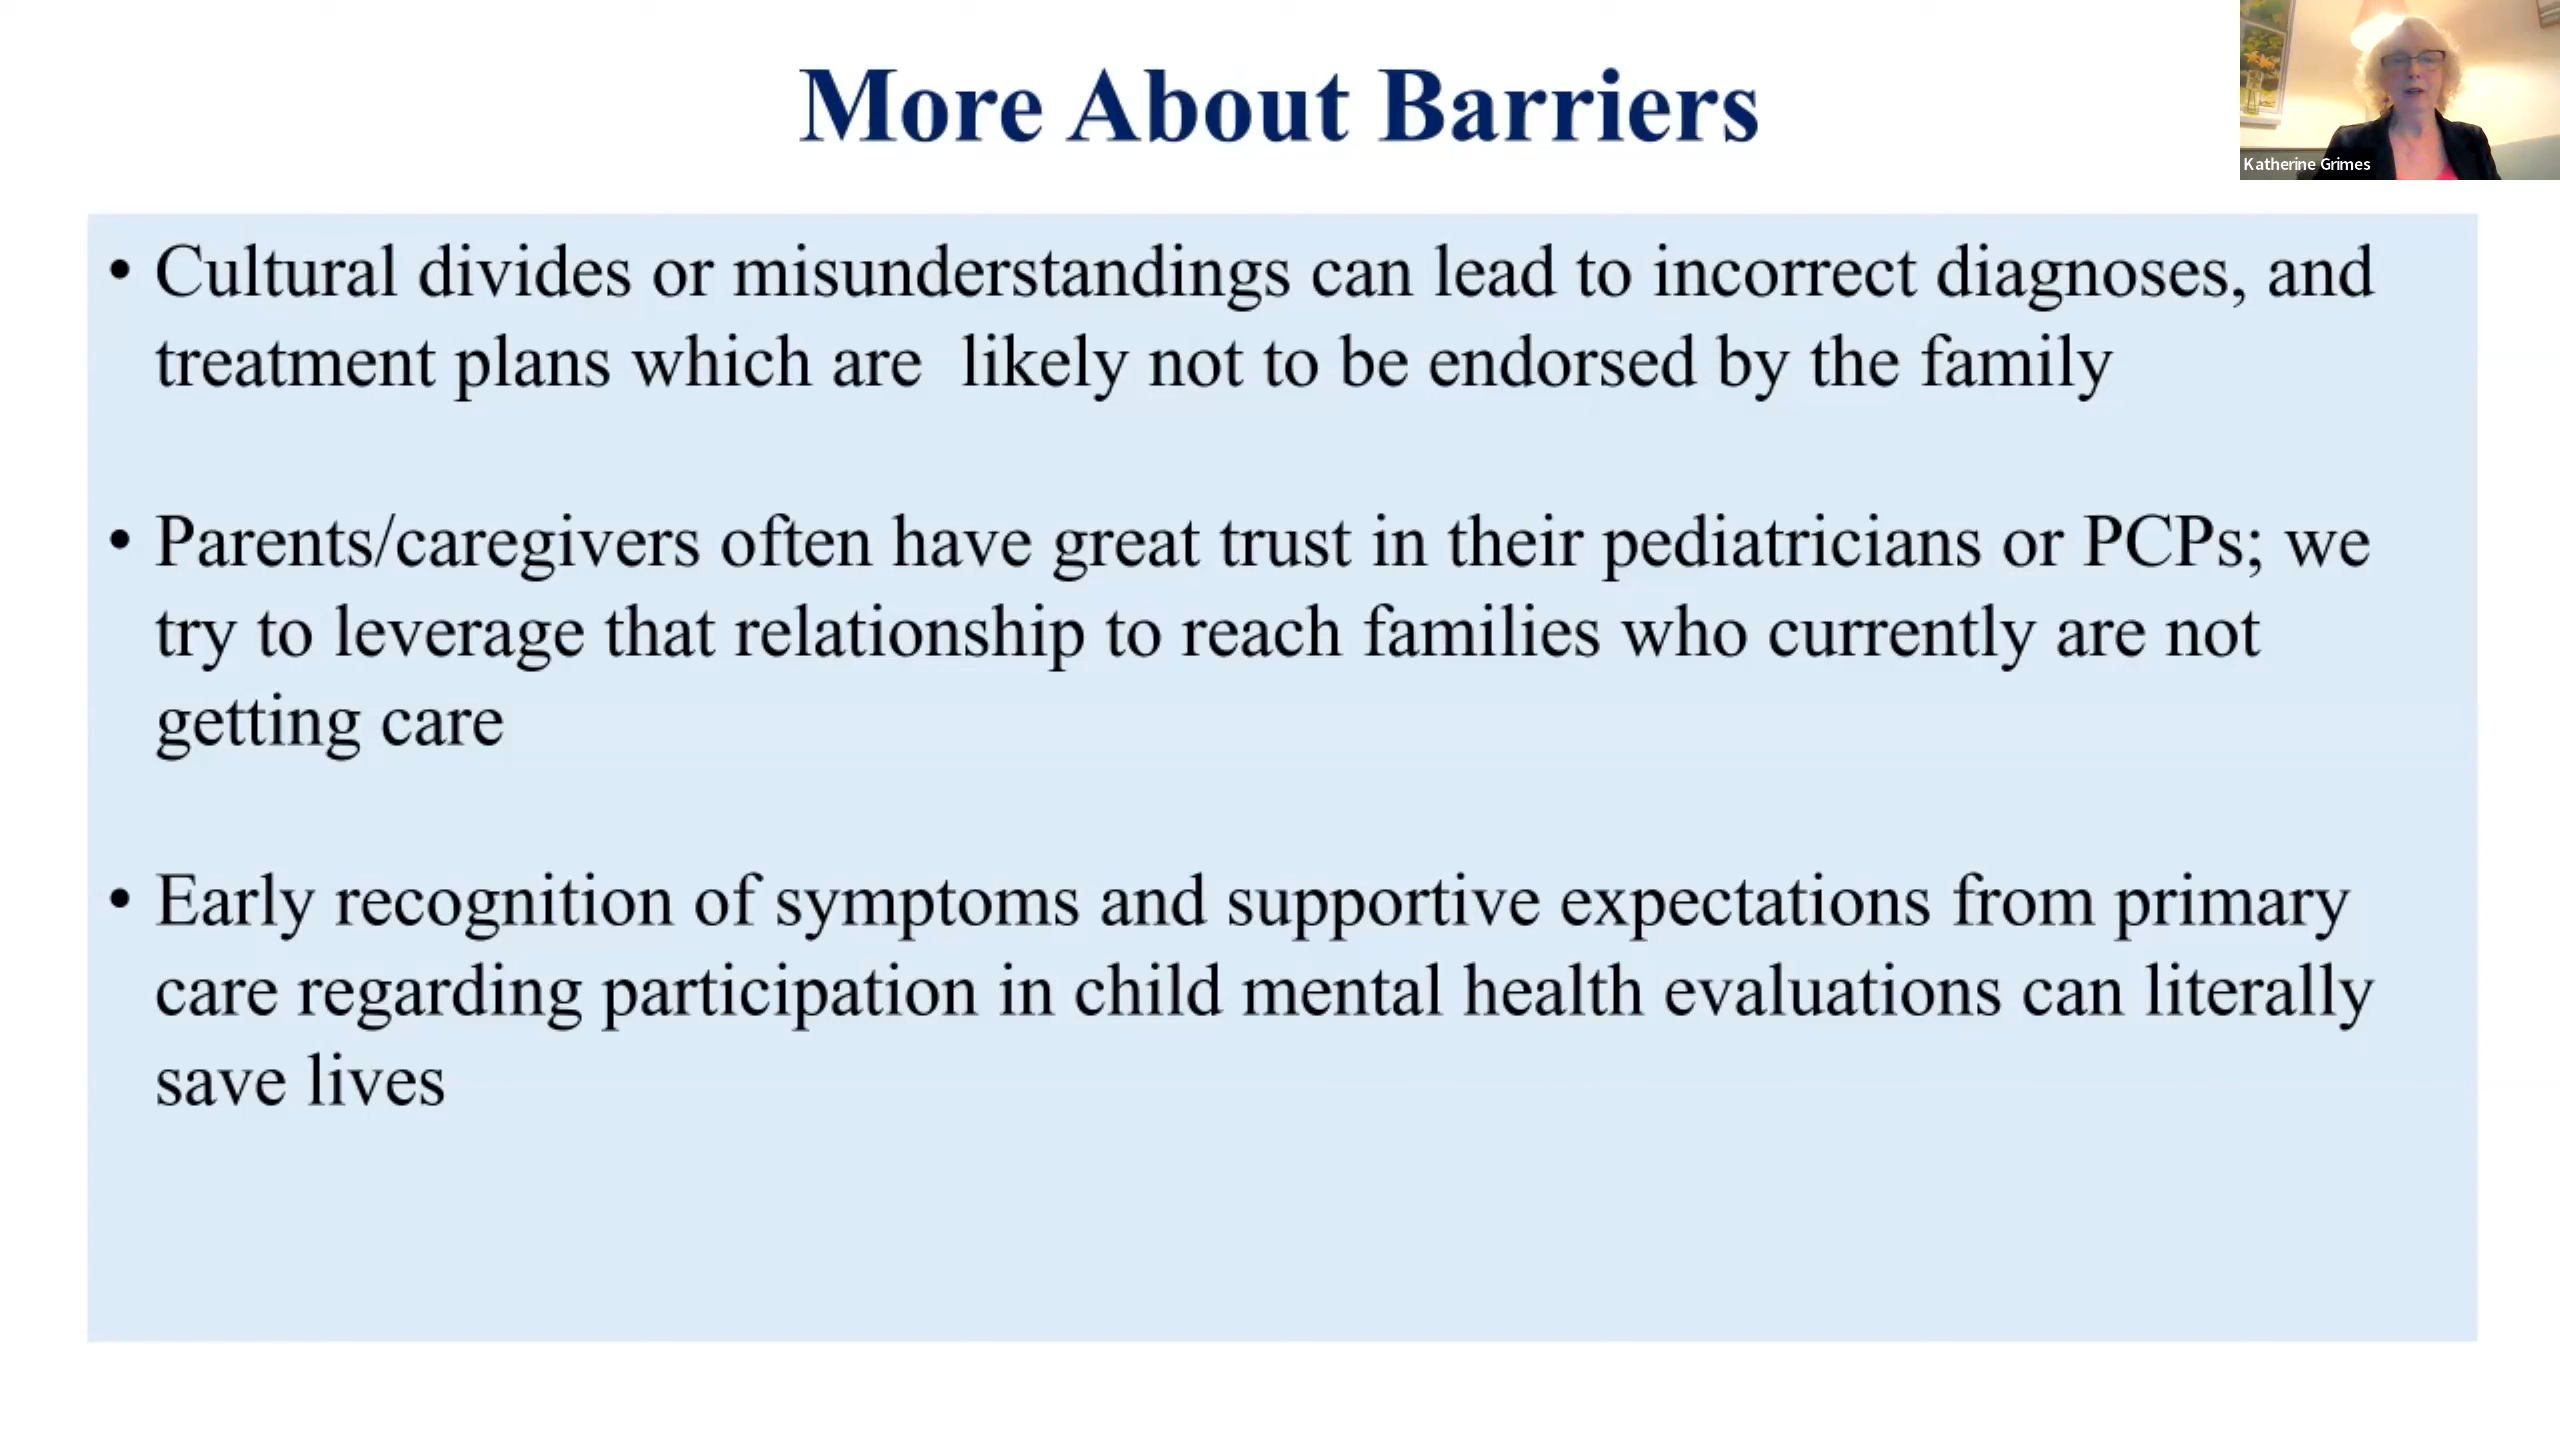 More About Barriers
Katherine Grimes
• Cultural divides or misunderstandings can lead to incorrect diagnoses, and
treatment plans which are  likely not to be endorsed by the family
• Parents/caregivers often have great trust in their pediatricians or PCPs; we
try to leverage that relationship to reach families who currently are not
getting care
• Early recognition of symptoms and supportive expectations from primary
care regarding participation in child mental health evaluations can literally
save lives